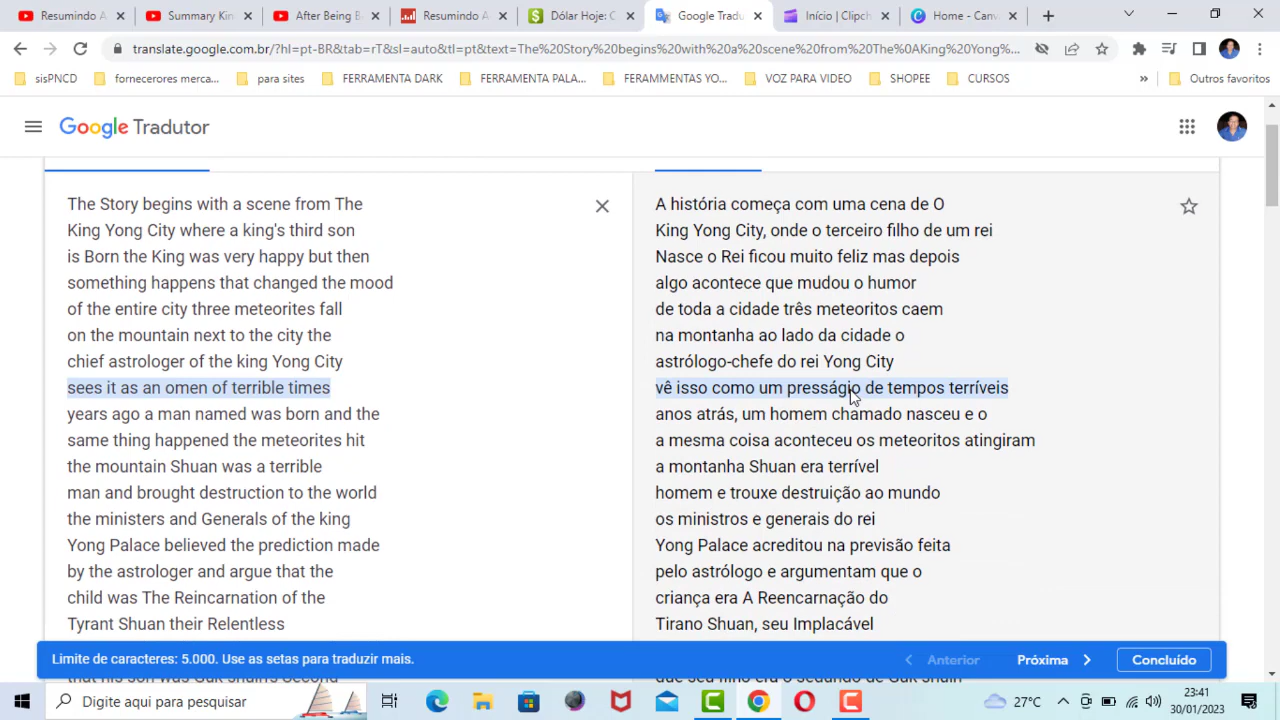 Resumindo A
Summary Kin
After Being B
Resumindo A
Dólar Hoje: C
Google Trad
Início | Clipch
Home - Canv
translate.google.com.br/?hl=pt-BR&tab=rT&sl=auto&tl=pt&text=The%20Story%20begins%20with%20a%20scene%20from%20The%0AKing%20Yong%...
sisPNCD
fornecerores merca...
para sites
FERRAMENTA DARK
FERRAMENTA PALA...
FERAMMENTAS YO...
VOZ PARA VIDEO
SHOPEE
CURSOS
»
Outros favoritos
Google Tradutor
The Story begins with a scene from The
King Yong City where a king's third son
is Born the King was very happy but then
something happens that changed the mood
of the entire city three meteorites fall
on the mountain next to the city the
chief astrologer of the king Yong City
sees it as an omen of terrible times
years ago a man named was born and the
same thing happened the meteorites hit
the mountain Shuan was a terrible
man and brought destruction to the world
the ministers and Generals of the king
Yong Palace believed the prediction made
by the astrologer and argue that the
child was The Reincarnation of the
Tyrant Shuan their Relentless
A história começa com uma cena de O
King Yong City, onde o terceiro filho de um rei
Nasce o Rei ficou muito feliz mas depois
algo acontece que mudou o humor
de toda a cidade três meteoritos caem
na montanha ao lado da cidade o
astrólogo-chefe do rei Yong City
vê isso como um presságio de tempos terríveis
anos atrás, um homem chamado nasceu e o
a mesma coisa aconteceu os meteoritos atingiram
a montanha Shuan era terrível
homem e trouxe destruição ao mundo
os ministros e generais do rei
Yong Palace acreditou na previsão feita
pelo astrólogo e argumentam que o
criança era A Reencarnação do
Tirano Shuan, seu Implacável
Limite de caracteres: 5.000. Use as setas para traduzir mais.
Anterior
Próxima
Concluído
Digite aqui para pesquisar
27°C
23:41
30/01/2023